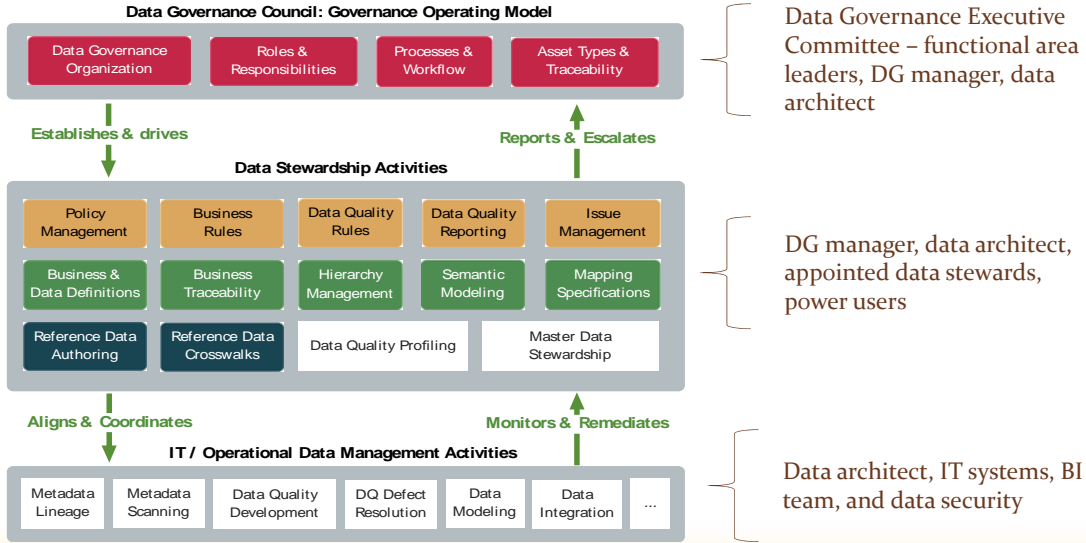 Data Governance Council: Governance Operating Model
Data Governance
Organization
Roles &
Responsibilities
Processes &
Workflow
Asset Types &
Traceability
Data Governance Executive
Committee – functional area
leaders, DG manager, data
architect
Establishes & drives
Reports & Escalates
Data Stewardship Activities
Policy
Management
Business
Rules
Data Quality
Rules
Data Quality
Reporting
Issue
Management
Business &
Data Definitions
Business
Traceability
Hierarchy
Management
Semantic
Modeling
Mapping
Specifications
Reference Data
Authoring
Reference Data
Crosswalks
Data Quality Profiling
Master Data
Stewardship
DG manager, data architect,
appointed data stewards,
power users
Aligns & Coordinates
Monitors & Remediates
IT / Operational Data Management Activities
Metadata
Lineage
Metadata
Scanning
Data Quality
Development
DQ Defect
Resolution
Data
Modeling
Data
Integration
...
Data architect, IT systems, BI
team, and data security